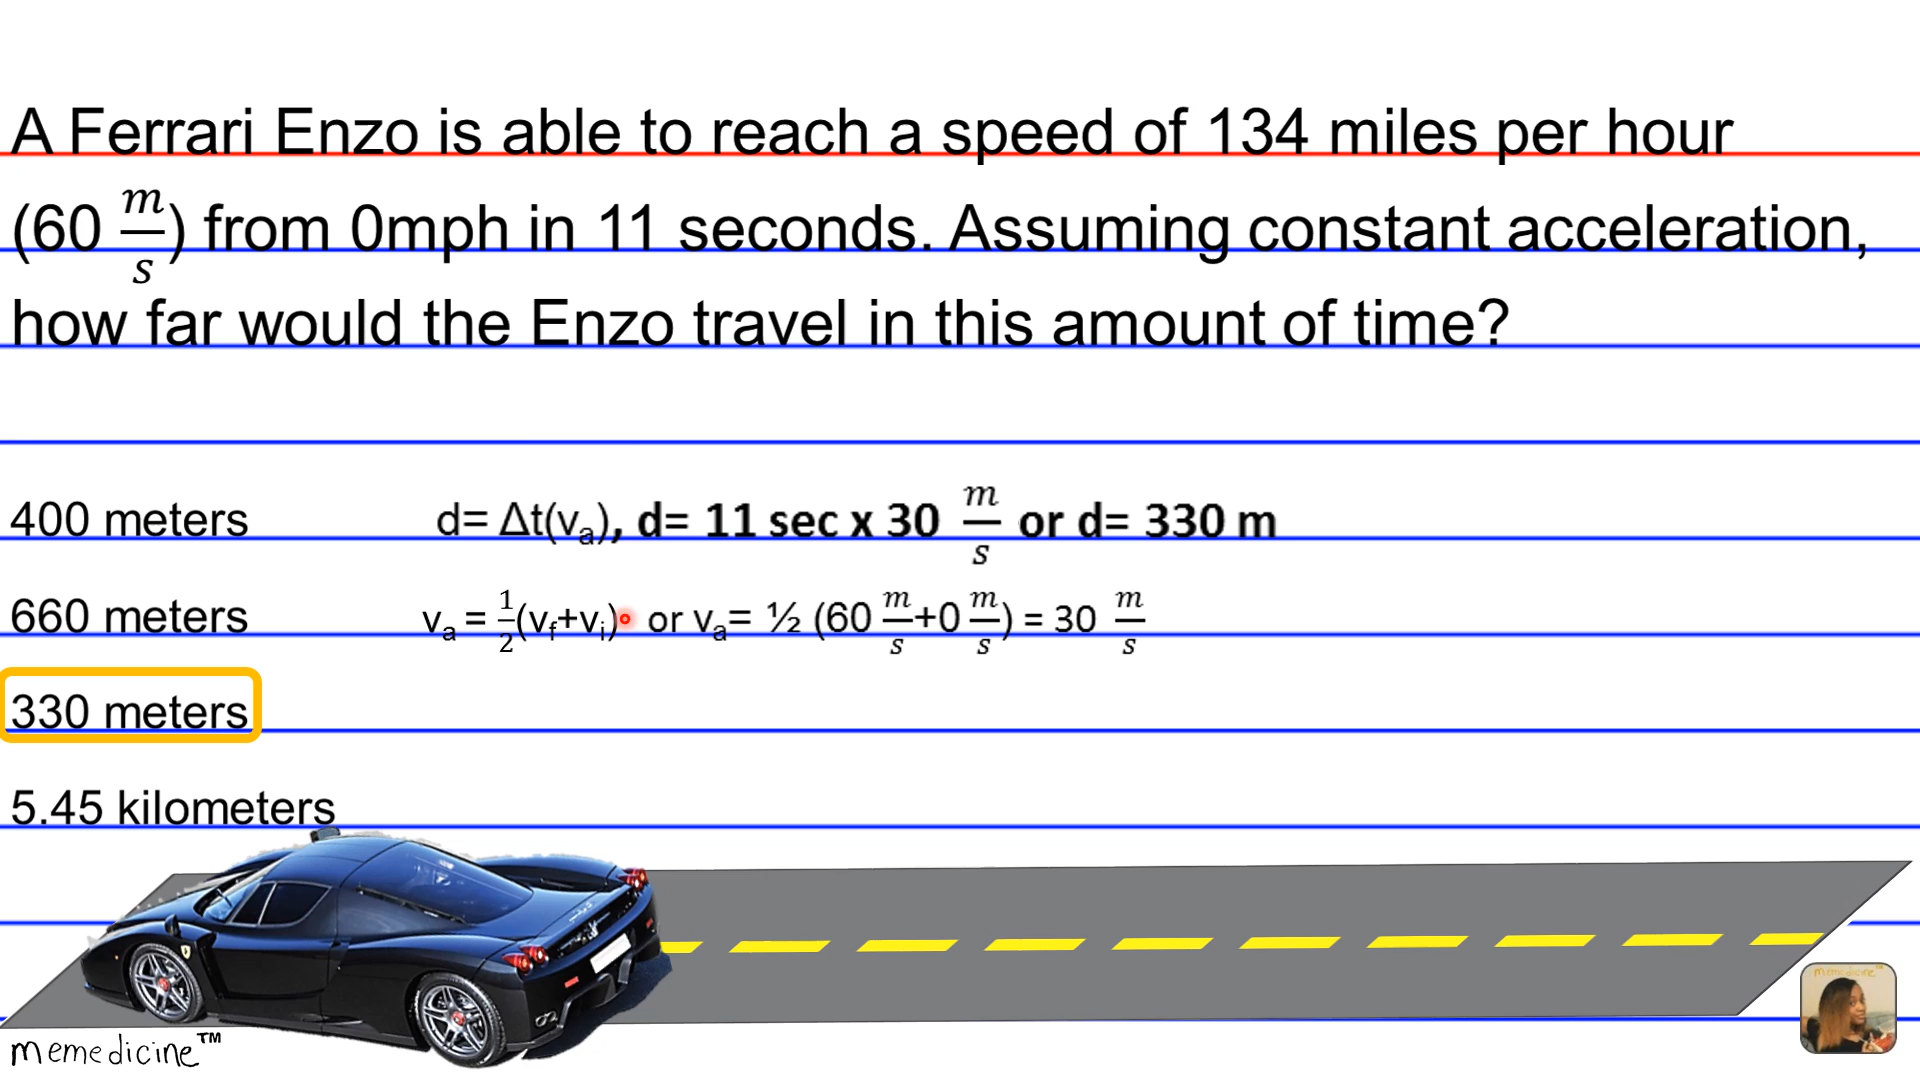 A Ferrari Enzo is able to reach a speed of 134 miles per hour
(60 m/s) from 0mph in 11 seconds. Assuming constant acceleration,
how far would the Enzo travel in this amount of time?
400 meters
d= Δt(vₐ), d= 11 sec x 30 m/s or d= 330 m
660 meters
vₐ = 1/2(v_f+vᵢ) or vₐ= ½ (60 m/s+0 m/s) = 30 m/s
330 meters
5.45 kilometers
memedicine™
memedicine™